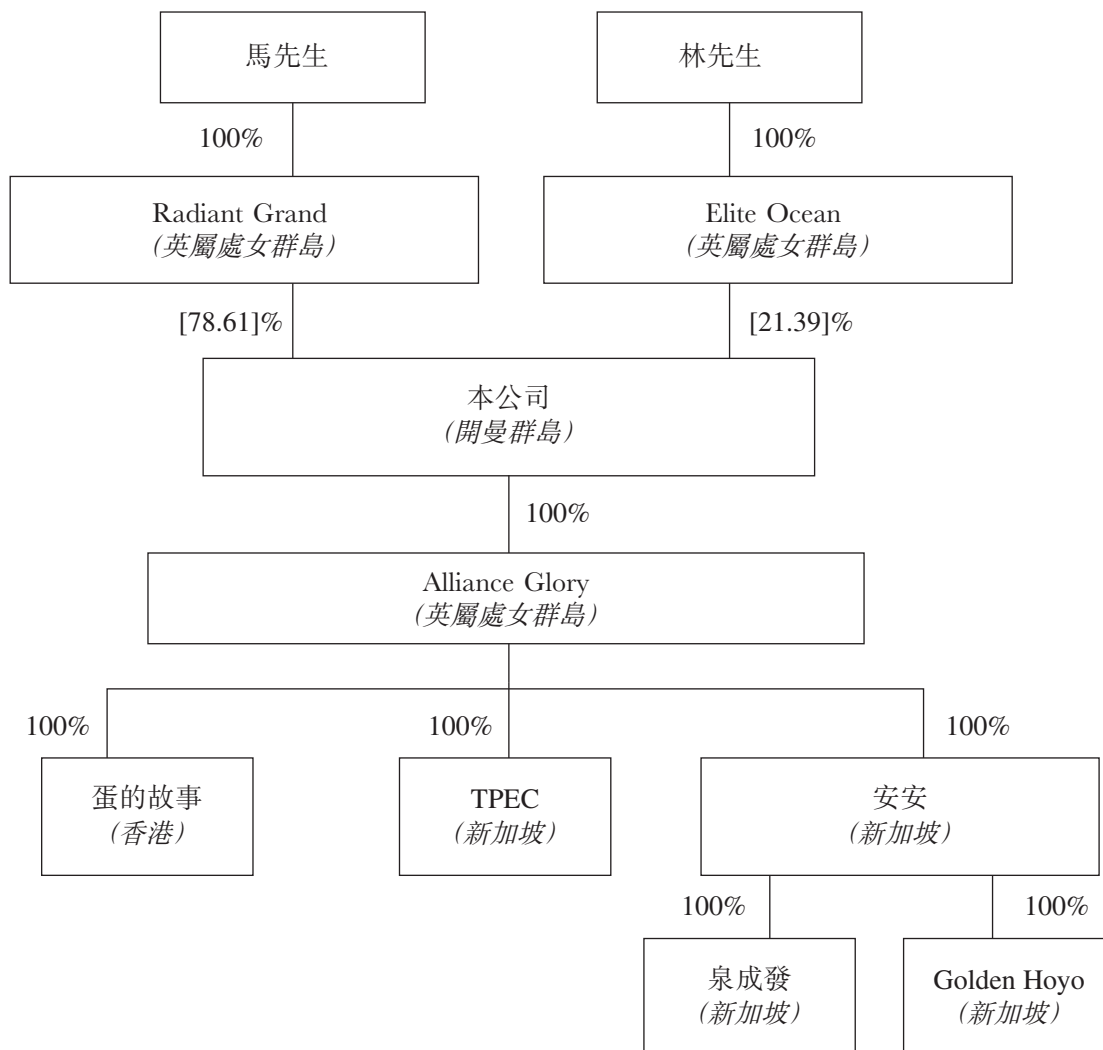 馬先生
林先生
100%
100%
Radiant Grand
(英屬處女群島)
Elite Ocean
(英屬處女群島)
[78.61]%
[21.39]%
本公司
(開曼群島)
100%
Alliance Glory
(英屬處女群島)
100%
100%
100%
蛋的故事
(香港)
TPEC
(新加坡)
安安
(新加坡)
100%
100%
泉成發
(新加坡)
Golden Hoyo
(新加坡)